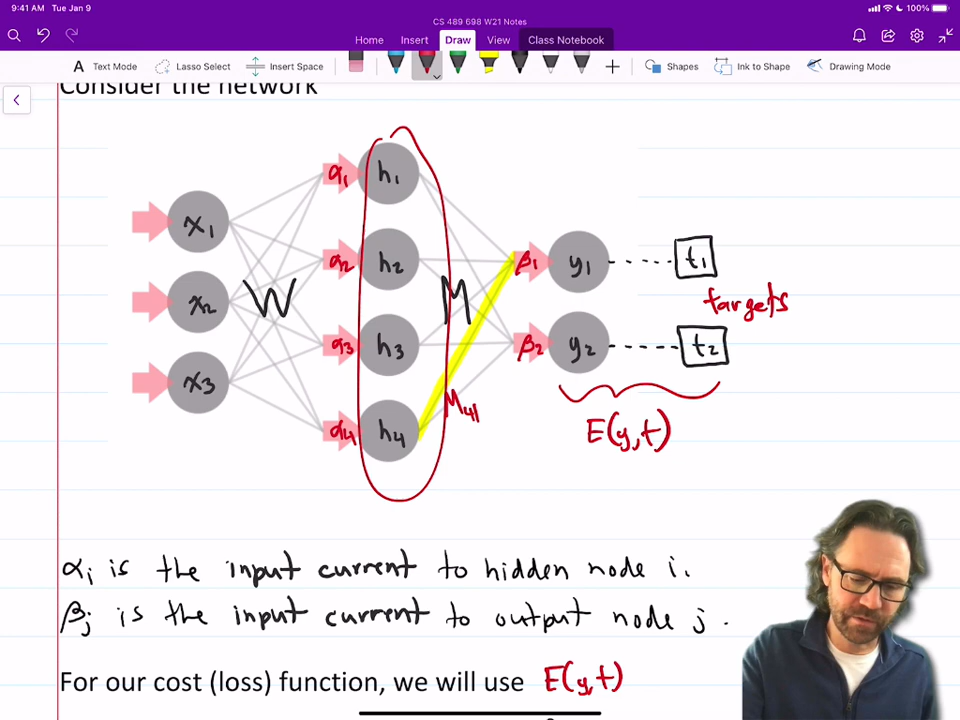 9:41 AM Tue Jan 9
100%
CS 489 698 W21 Notes
Home Insert Draw View Class Notebook
A Text Mode Lasso Select Insert Space Shapes Ink to Shape Drawing Mode
Consider the network
α1 h1
x1
α2 h2 β1 y1 t1
x2 W M targets
α3 h3 β2 y2 t2
x3
M41
α4 h4 E(y,t)
αi is the input current to hidden node i.
βj is the input current to output node j.
For our cost (loss) function, we will use E(y,t)